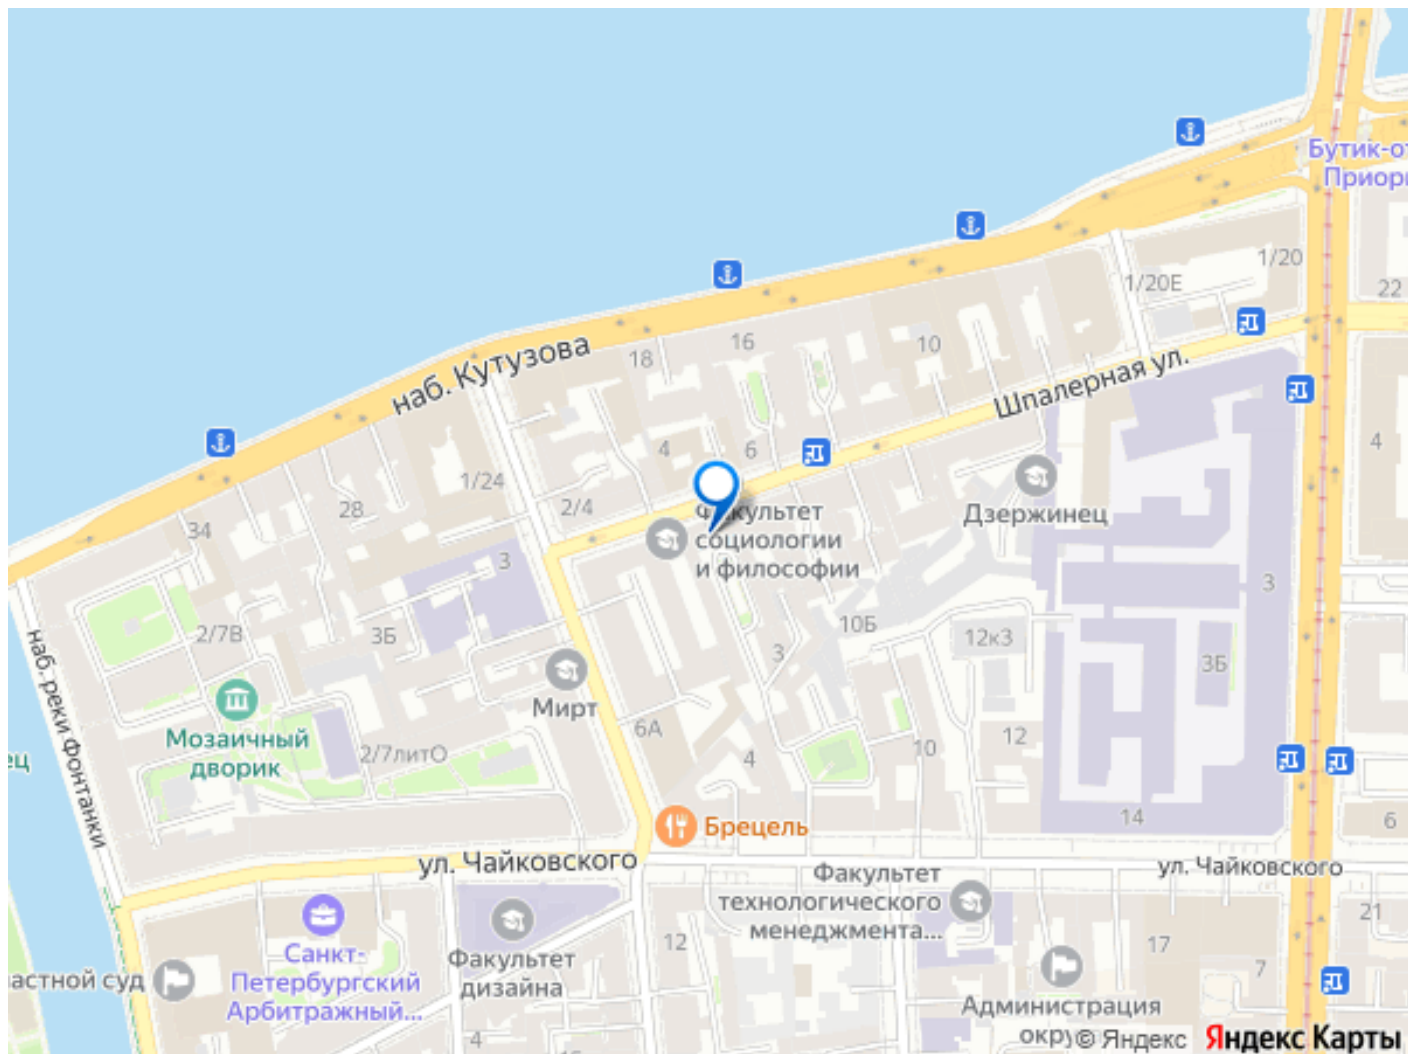 Бутик-от
Приори
1/20
1/20Е
22
наб. Кутузова
18
16
10
Шпалерная ул.
4
6
4
1/24
2/4
28
34
Факультет
социологии
и философии
Дзержинец
3
3
2/7В
3Б
10Б
12к3
3
3Б
наб. реки фонтанки
Мирт
6А
Мозаичный
дворик
2/7литО
4
10
12
14
6
Брецель
ул. Чайковского
ул. Чайковского
Факультет
технологического
менеджмента...
21
Санкт-
Петербургский
Арбитражный...
астной суд
Факультет
дизайна
12
17
7
4
Администрация
окру
© Яндекс
Яндекс Карты